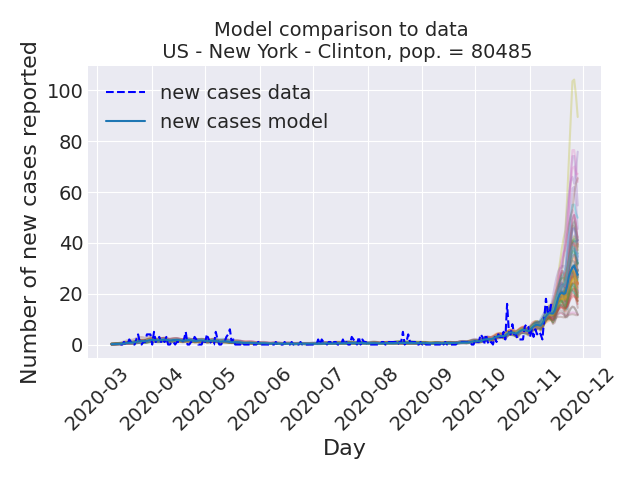 Model comparison to data
US - New York - Clinton, pop. = 80485
new cases data
new cases model
Number of new cases reported
100
80
60
40
20
0
2020-03
2020-04
2020-05
2020-06
2020-07
2020-08
2020-09
2020-10
2020-11
2020-12
Day